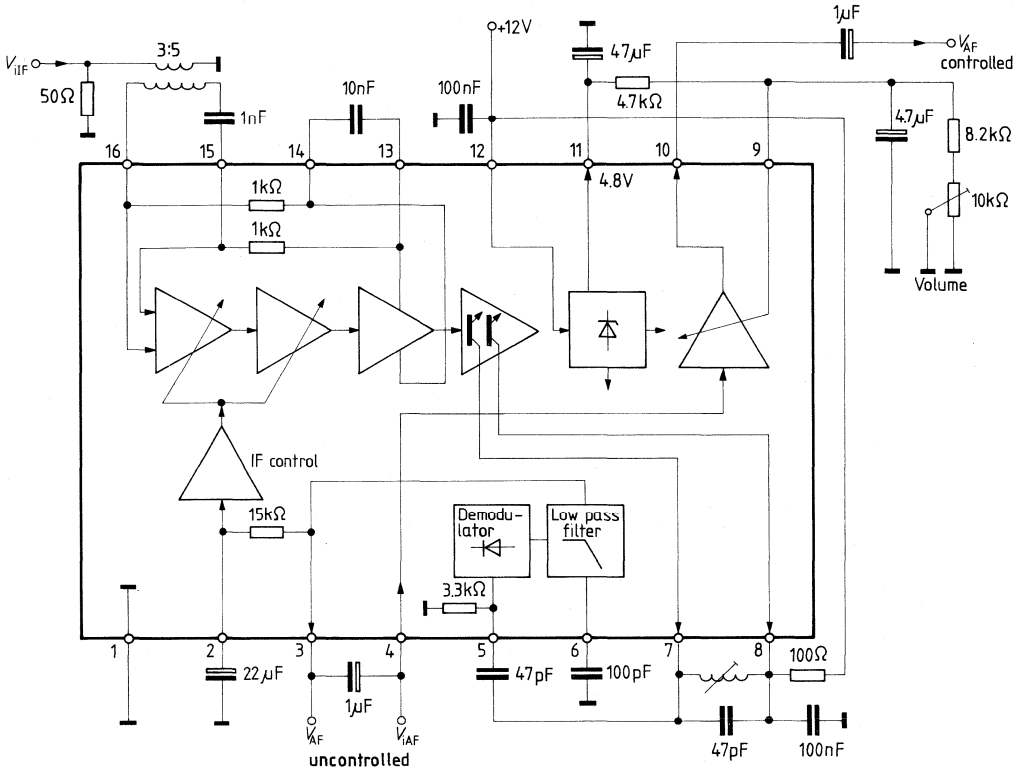 1µF
+12V
3:5
V_iIF
V_AF
controlled
47µF
50Ω
1nF
10nF
100nF
4.7kΩ
4.7µF
8.2kΩ
10kΩ
Volume
16 15 14 13 12 11 10 9
4.8V
1kΩ
1kΩ
IF control
15kΩ
Demodu-
lator
Low pass
filter
3.3kΩ
1 2 3 4 5 6 7 8
22µF
1µF
47pF
100pF
100Ω
V_AF
V_iAF
uncontrolled
47pF
100nF